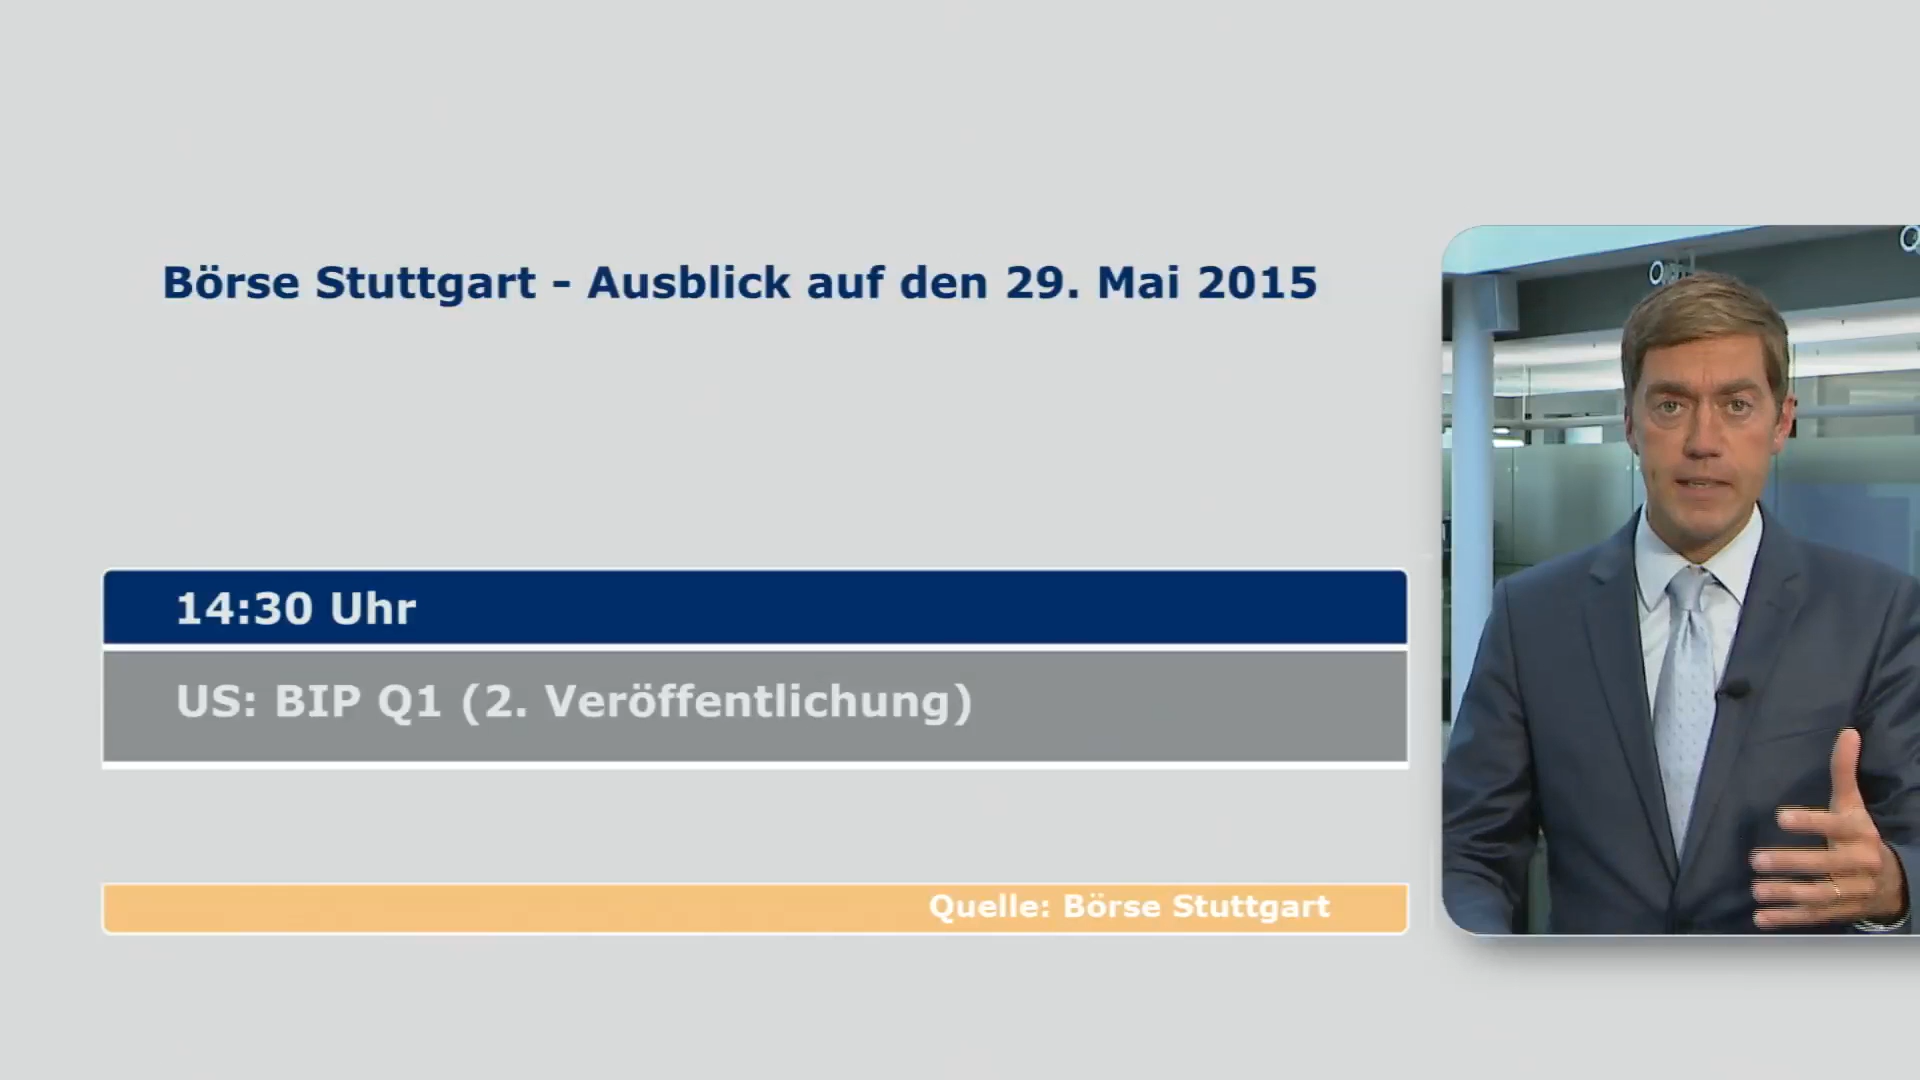 Börse Stuttgart - Ausblick auf den 29. Mai 2015
14:30 Uhr
US: BIP Q1 (2. Veröffentlichung)
Quelle: Börse Stuttgart